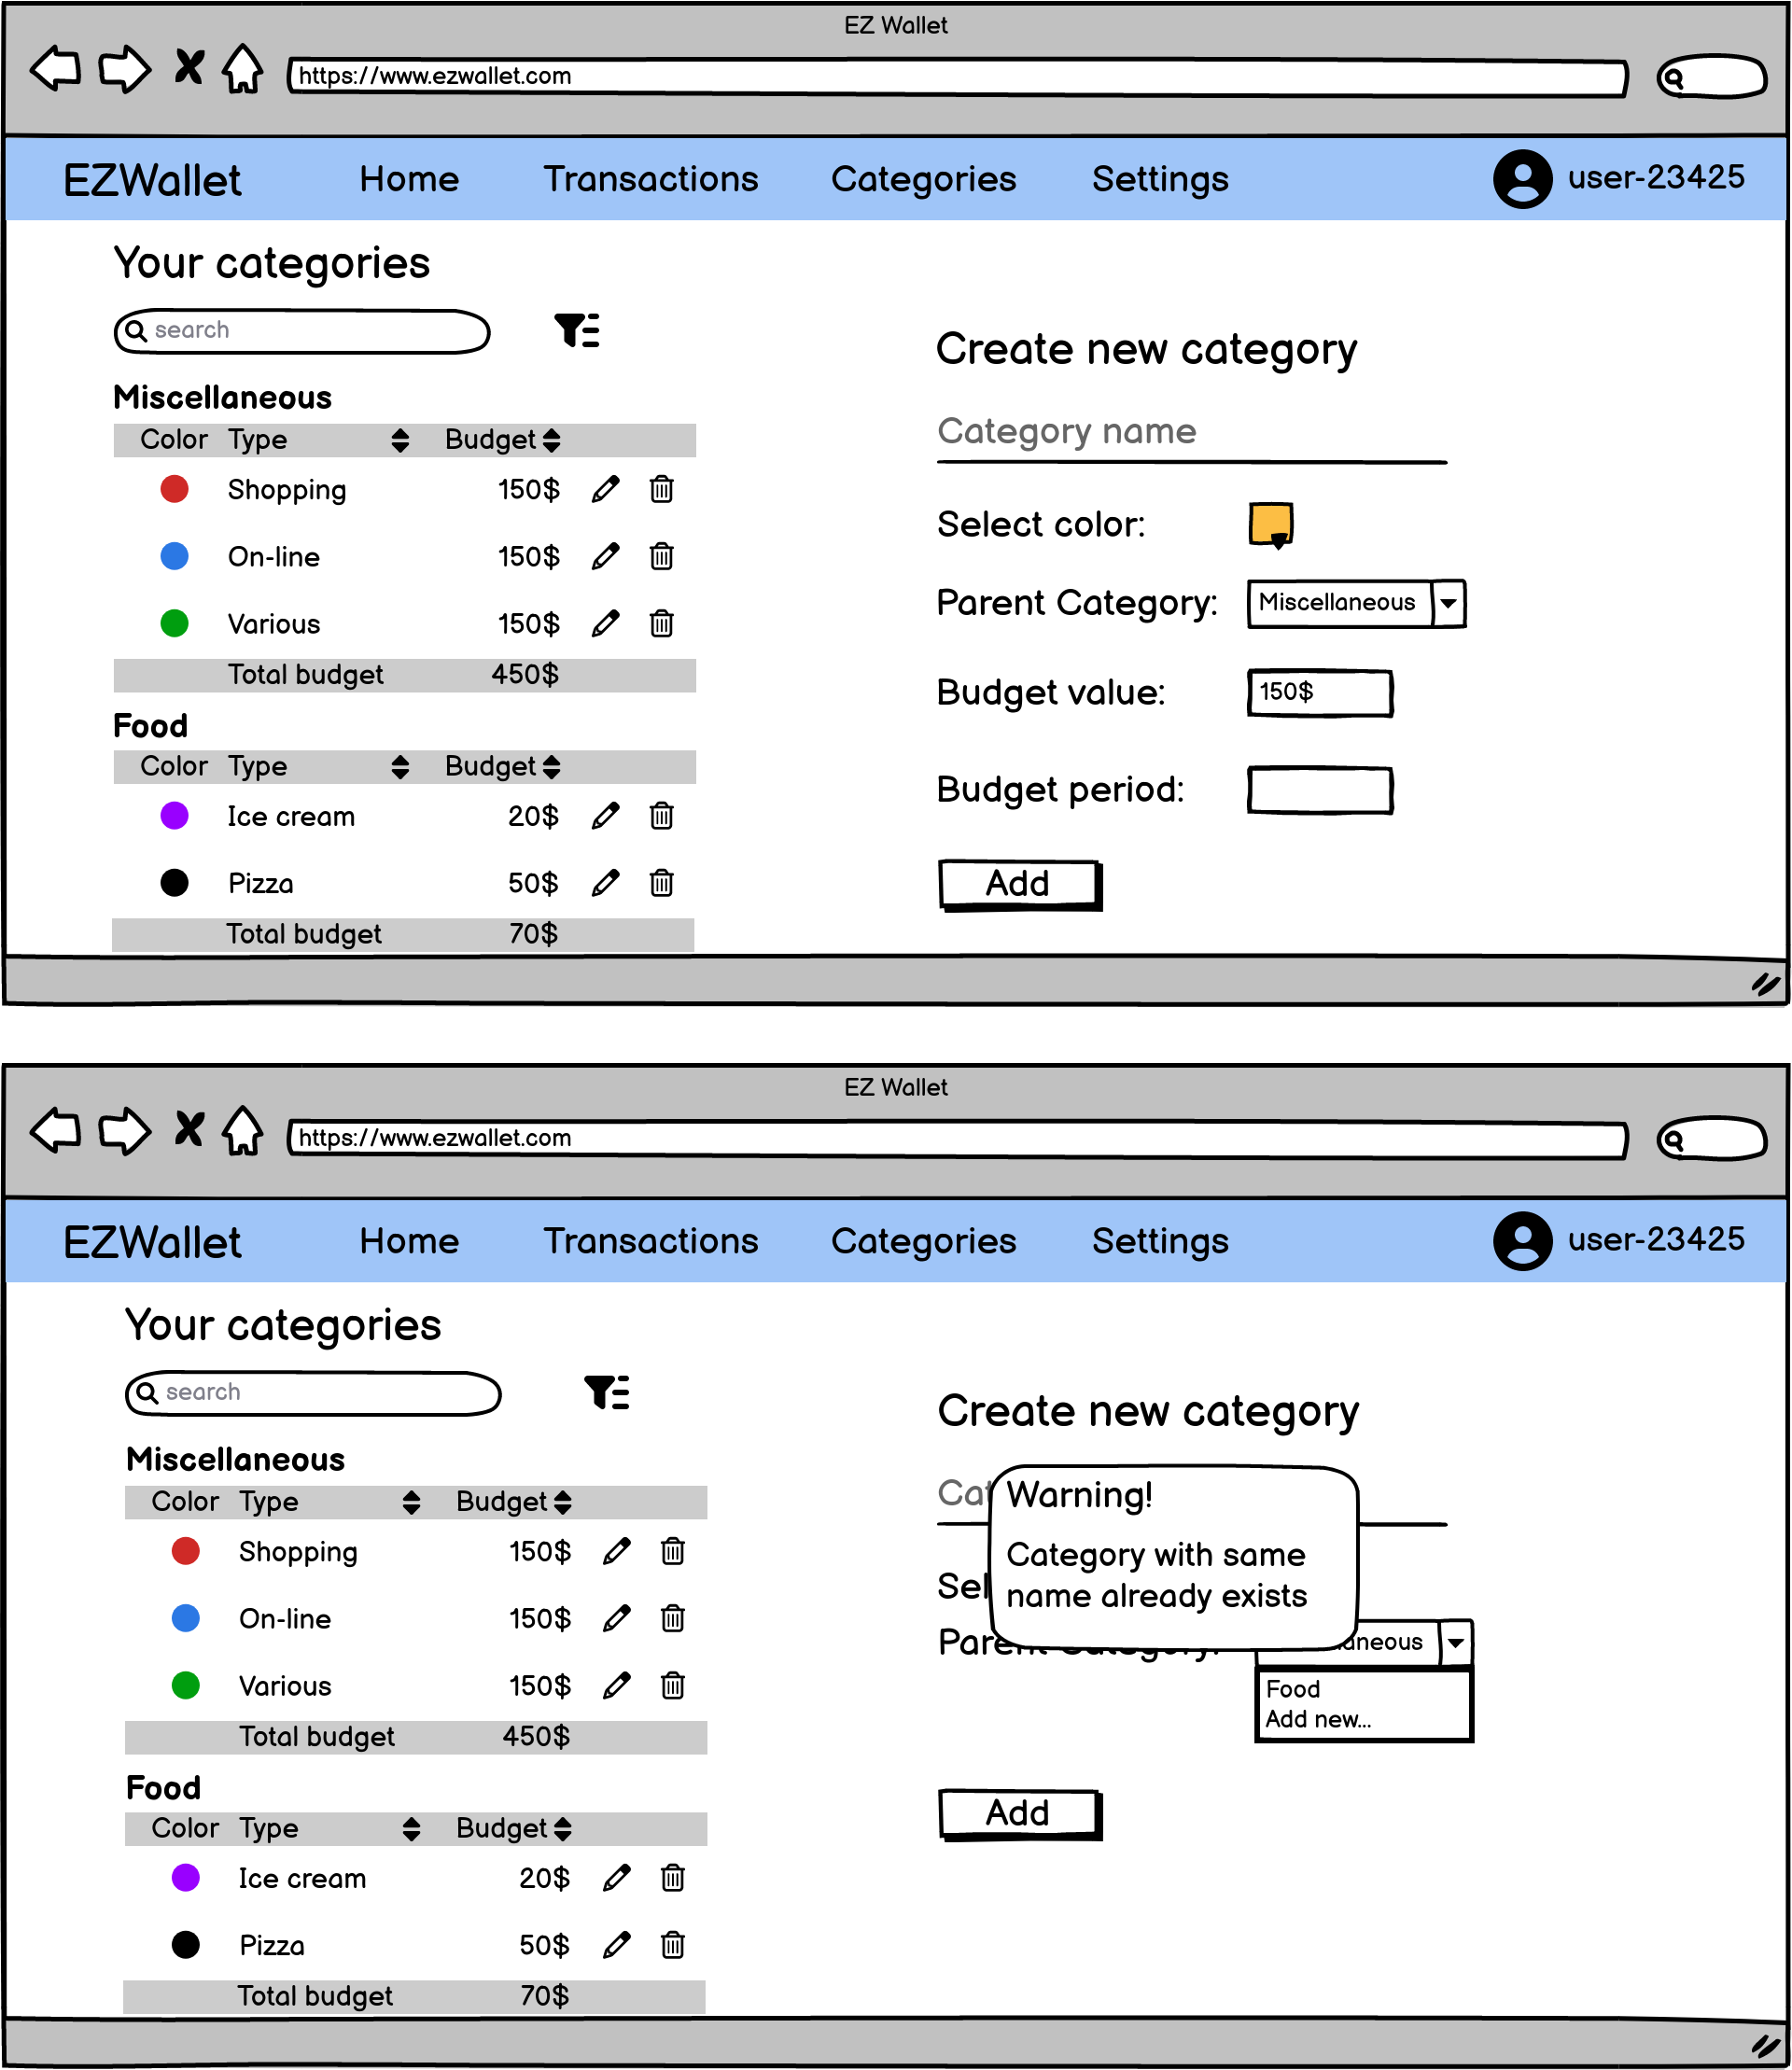 EZ Wallet
https://www.ezwallet.com
EZWallet Home Transactions Categories Settings user-23425
Your categories
search
Miscellaneous
Color Type Budget
Shopping 150$
On-line 150$
Various 150$
Total budget 450$
Food
Color Type Budget
Ice cream 20$
Pizza 50$
Total budget 70$
Create new category
Category name
Select color:
Parent Category: Miscellaneous
Budget value: 150$
Budget period:
Add
EZ Wallet
https://www.ezwallet.com
EZWallet Home Transactions Categories Settings user-23425
Your categories
search
Miscellaneous
Color Type Budget
Shopping 150$
On-line 150$
Various 150$
Total budget 450$
Food
Color Type Budget
Ice cream 20$
Pizza 50$
Total budget 70$
Create new category
Cat
Warning!
Category with same
name already exists
Sel
Parent Category: aneous
Food
Add new...
Add